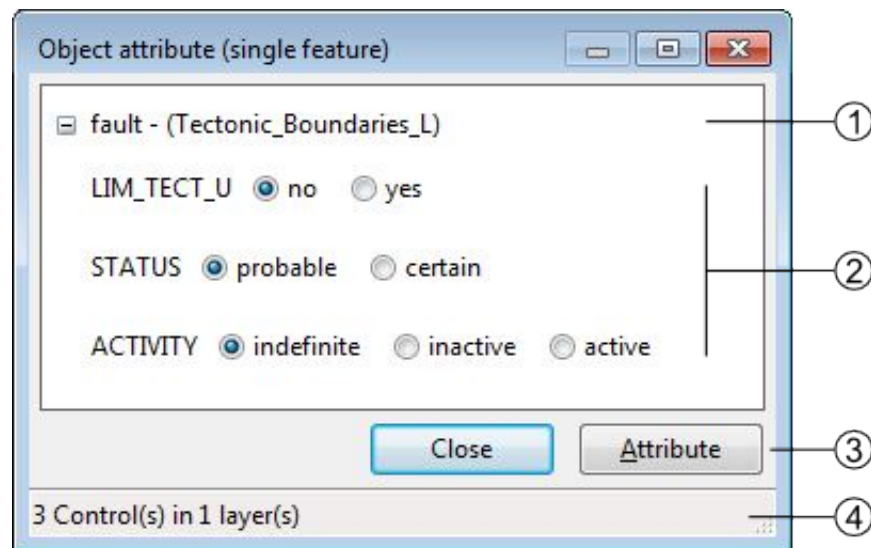 Object attribute (single feature)
fault - (Tectonic_Boundaries_L) 1
LIM_TECT_U no yes
2
STATUS probable certain
ACTIVITY indefinite inactive active
Close Attribute 3
3 Control(s) in 1 layer(s) 4